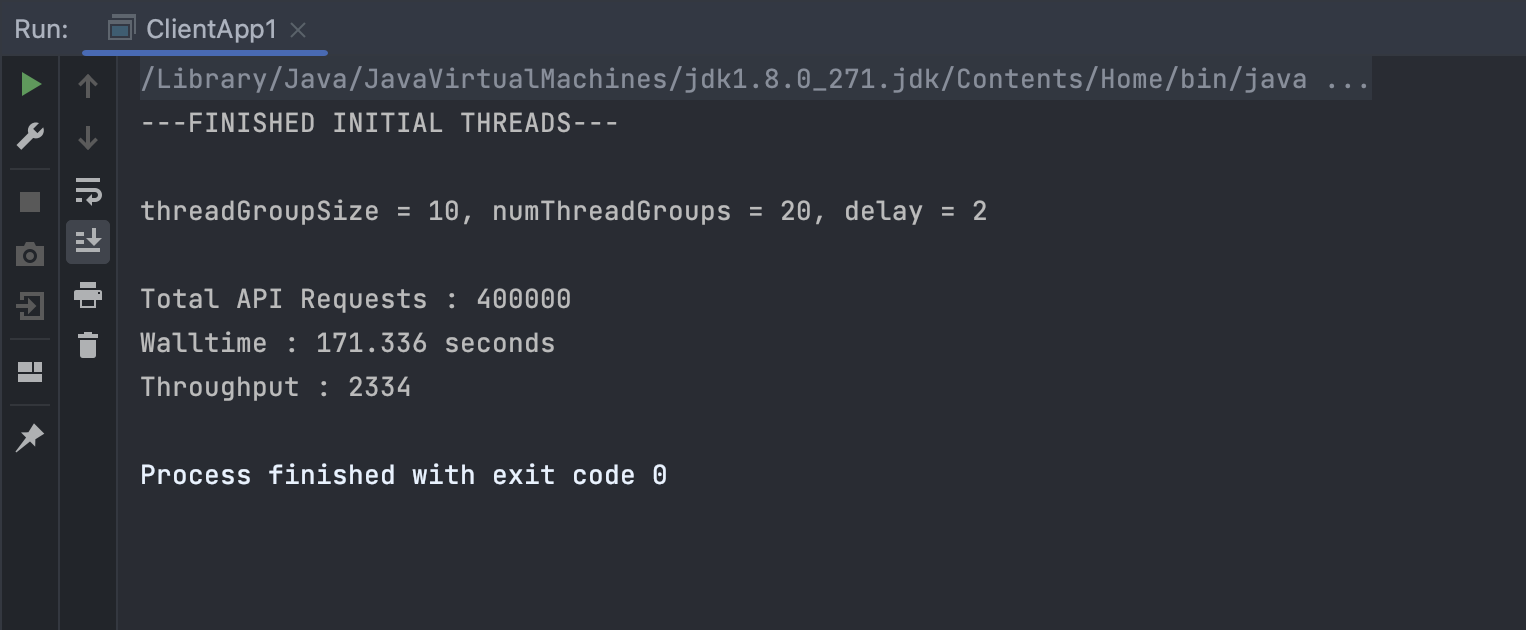 Run: ClientApp1
/Library/Java/JavaVirtualMachines/jdk1.8.0_271.jdk/Contents/Home/bin/java ...
---FINISHED INITIAL THREADS---
threadGroupSize = 10, numThreadGroups = 20, delay = 2
Total API Requests : 400000
Walltime : 171.336 seconds
Throughput : 2334
Process finished with exit code 0